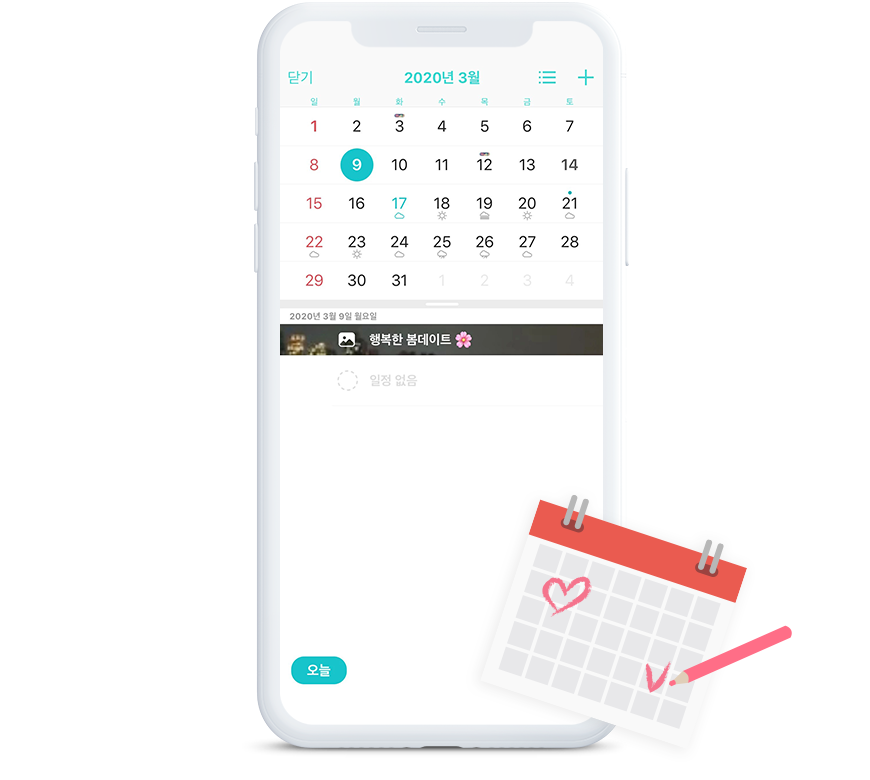 닫기 2020년 3월
일 월 화 수 목 금 토
1 2 3 4 5 6 7
8 9 10 11 12 13 14
15 16 17 18 19 20 21
22 23 24 25 26 27 28
29 30 31 1 2 3 4
2020년 3월 9일 월요일
행복한 봄데이트 🌸
일정 없음
오늘